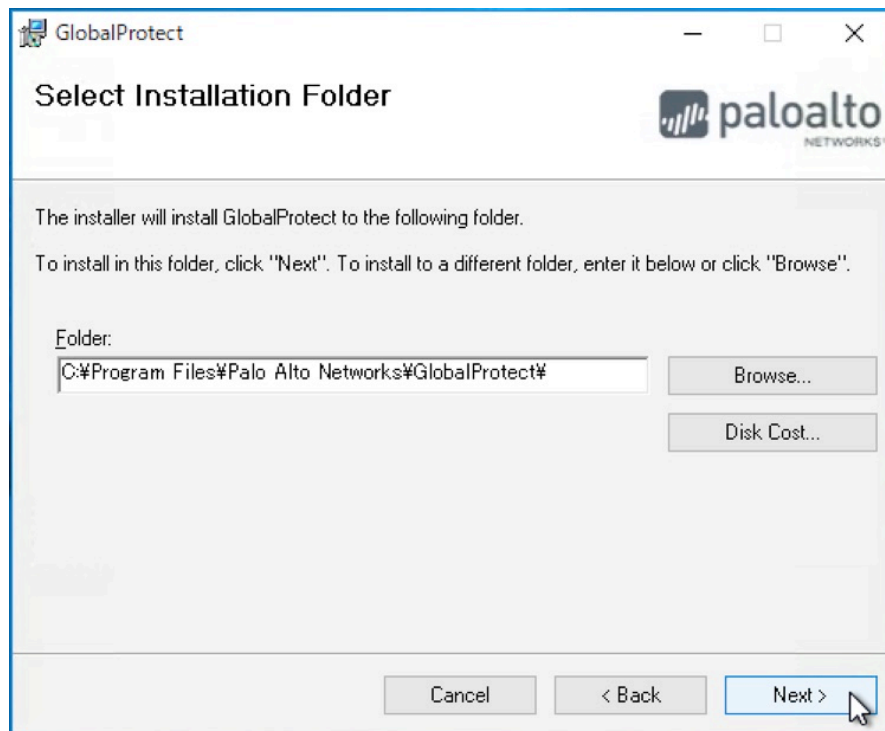 GlobalProtect
Select Installation Folder
paloalto
NETWORKS
The installer will install GlobalProtect to the following folder.
To install in this folder, click "Next". To install to a different folder, enter it below or click "Browse".
Folder:
C:¥Program Files¥Palo Alto Networks¥GlobalProtect¥
Browse...
Disk Cost...
Cancel
< Back
Next >